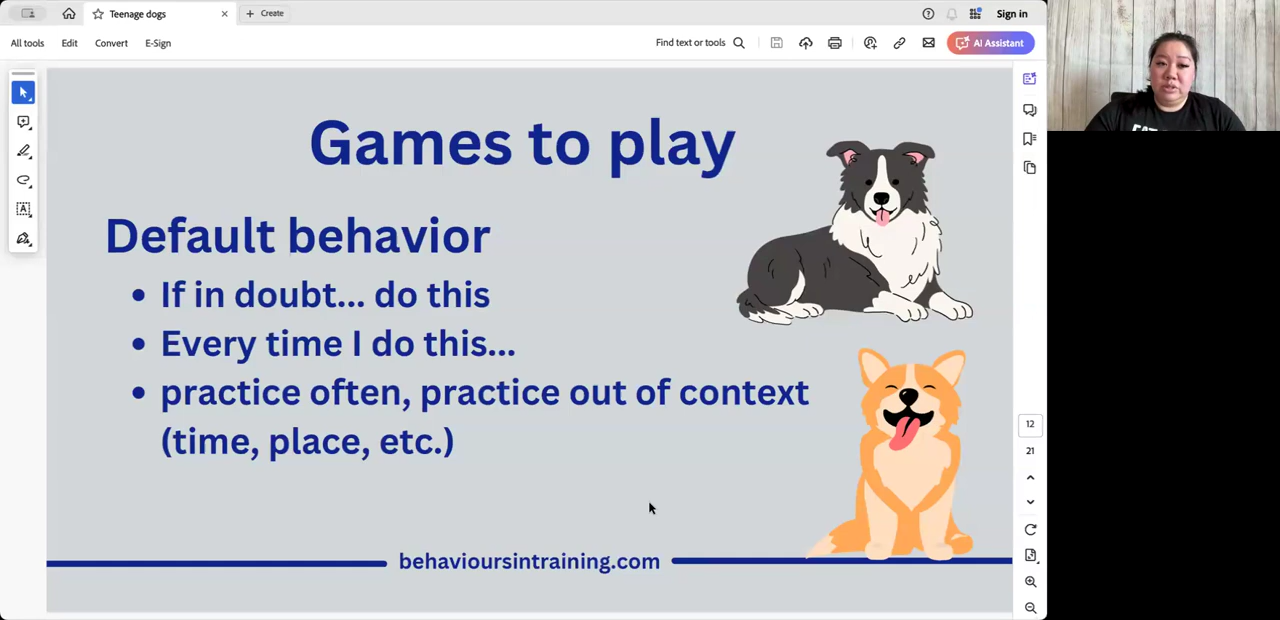 Teenage dogs
Create
Sign in
All tools
Edit
Convert
E-Sign
Find text or tools
AI Assistant
Games to play
Default behavior
• If in doubt... do this
• Every time I do this...
• practice often, practice out of context
(time, place, etc.)
behavioursintraining.com
12
21